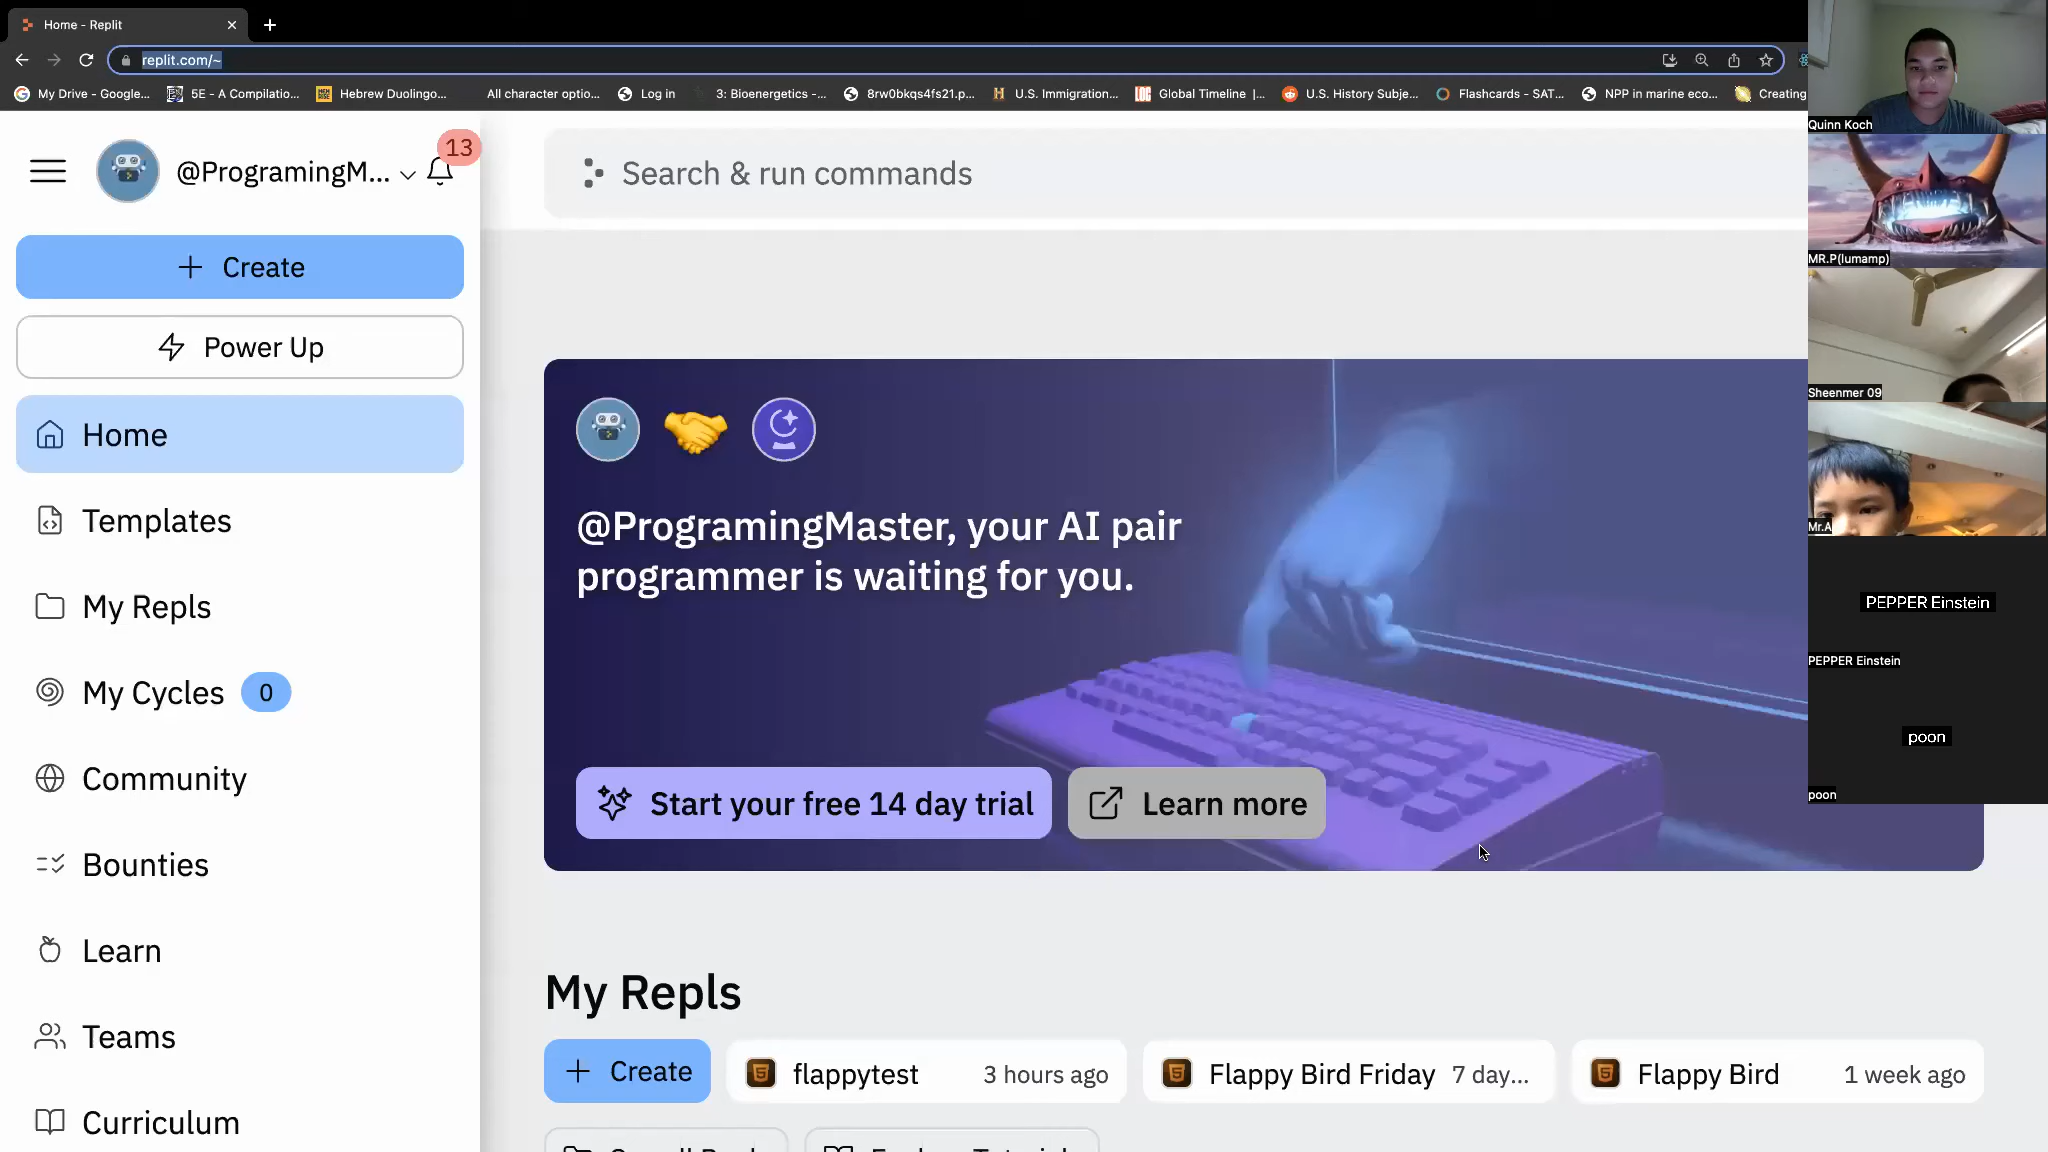 Home - Replit
replit.com/~
My Drive - Google...
5E - A Compilatio...
Hebrew Duolingo...
All character optio...
Log in
3: Bioenergetics -...
8rw0bkqs4fs21.p...
U.S. Immigration...
Global Timeline |...
U.S. History Subje...
Flashcards - SAT...
NPP in marine eco...
Creating
@ProgramingM...
13
Search & run commands
+ Create
Power Up
Home
Templates
My Repls
My Cycles 0
Community
Bounties
Learn
Teams
Curriculum
@ProgramingMaster, your AI pair
programmer is waiting for you.
Start your free 14 day trial
Learn more
My Repls
+ Create
flappytest 3 hours ago
Flappy Bird Friday 7 day...
Flappy Bird 1 week ago
Quinn Koch
MR.P(lumamp)
Sheenmer 09
Mr.A
PEPPER Einstein
PEPPER Einstein
poon
poon